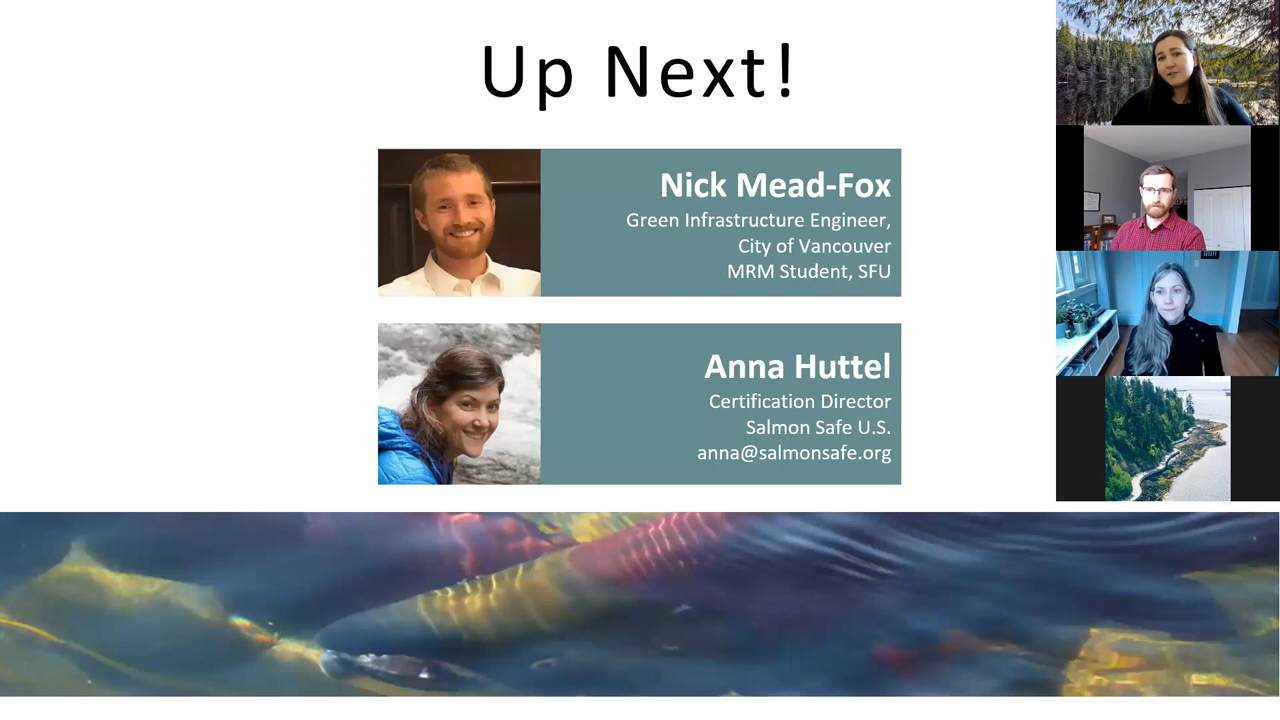 Up Next!
Nick Mead-Fox
Green Infrastructure Engineer,
City of Vancouver
MRM Student, SFU
Anna Huttel
Certification Director
Salmon Safe U.S.
anna@salmonsafe.org